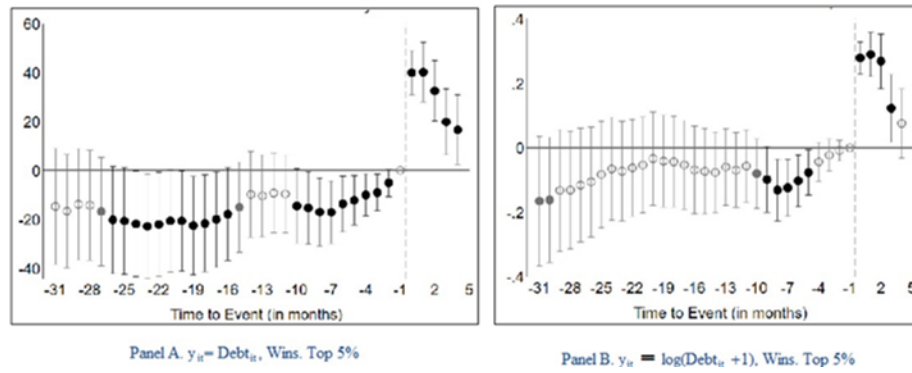 60
40
20
0
-20
-40
-31 -28 -25 -22 -19 -16 -13 -10 -7 -4 -1 2 5
Time to Event (in months)
Panel A. yit= Debtit, Wins. Top 5%
.4
.2
0
-.2
-.4
-31 -28 -25 -22 -19 -16 -13 -10 -7 -4 -1 2 5
Time to Event (in months)
Panel B. yit = log(Debtit +1), Wins. Top 5%